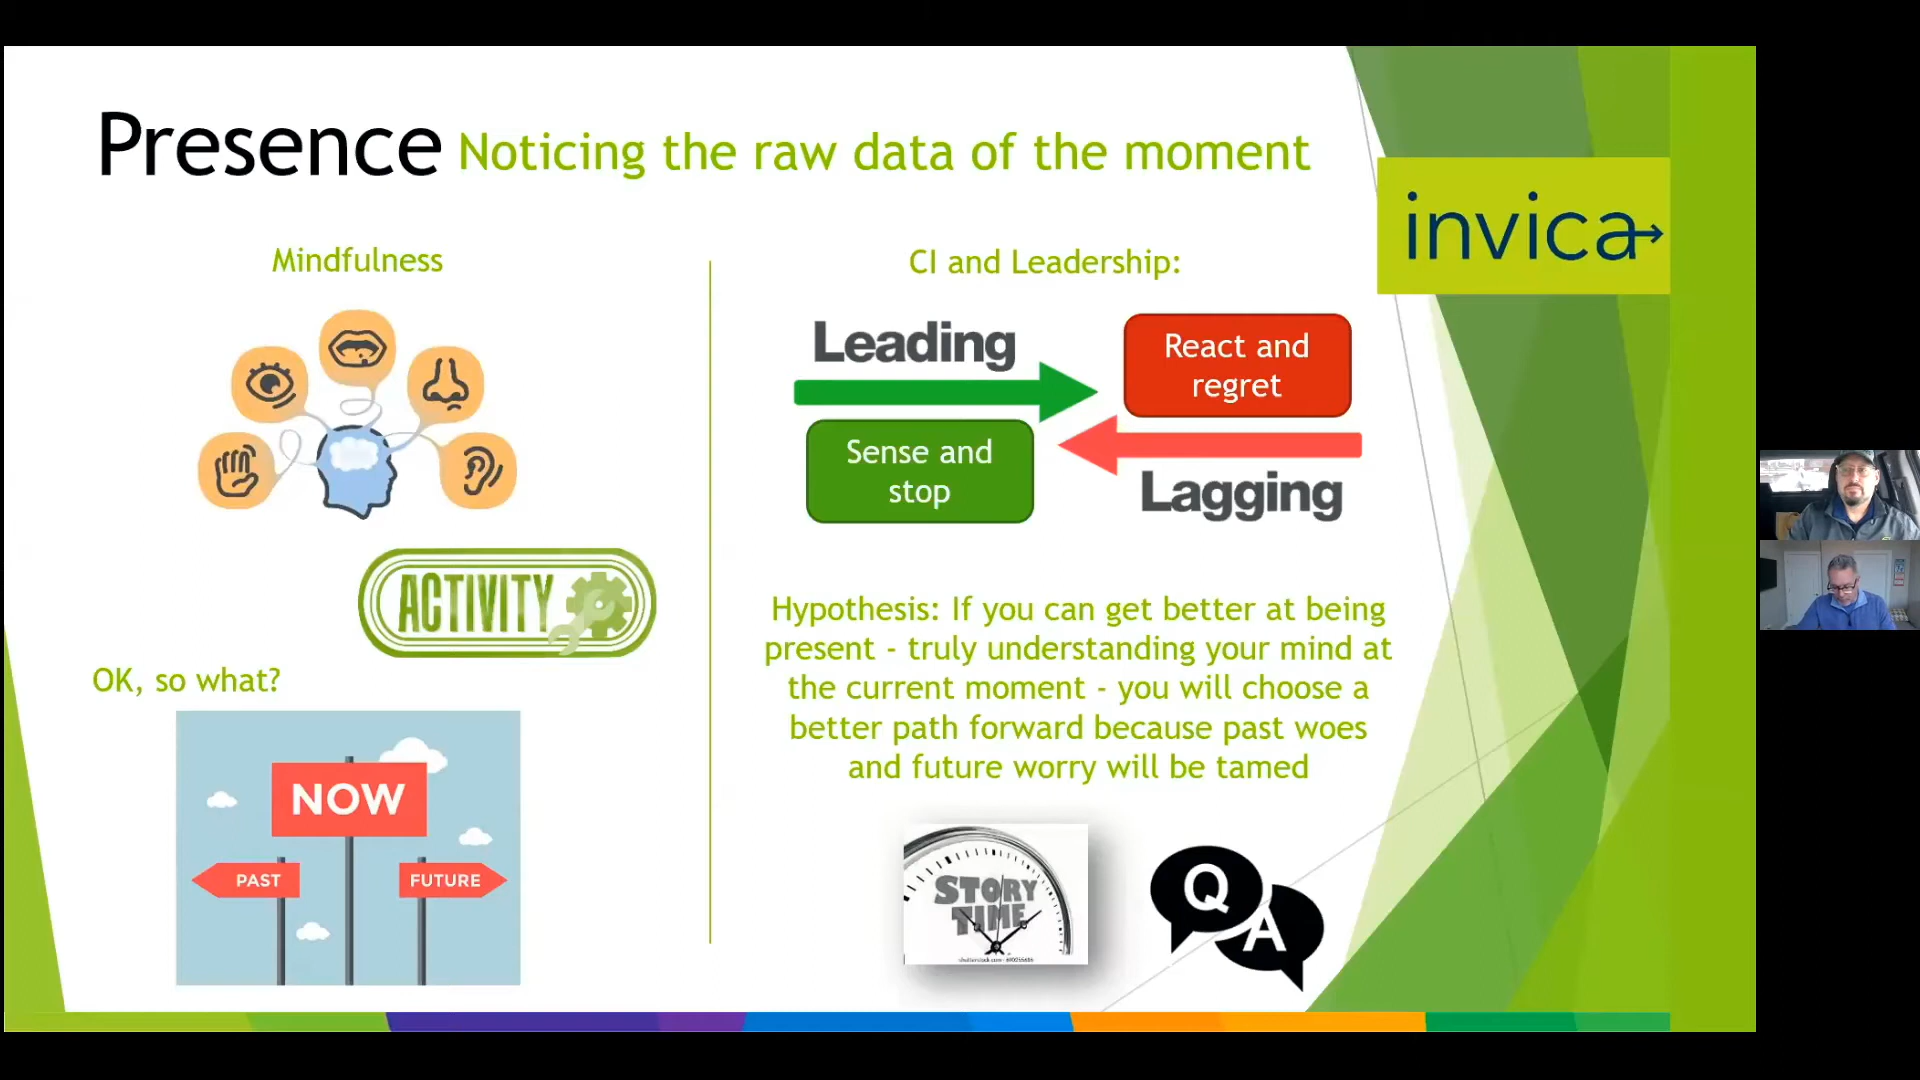 Presence Noticing the raw data of the moment
invica
Mindfulness
ACTIVITY
OK, so what?
NOW
PAST
FUTURE
CI and Leadership:
Leading
React and
regret
Sense and
stop
Lagging
Hypothesis: If you can get better at being
present - truly understanding your mind at
the current moment - you will choose a
better path forward because past woes
and future worry will be tamed
STORY
TIME
Q
A